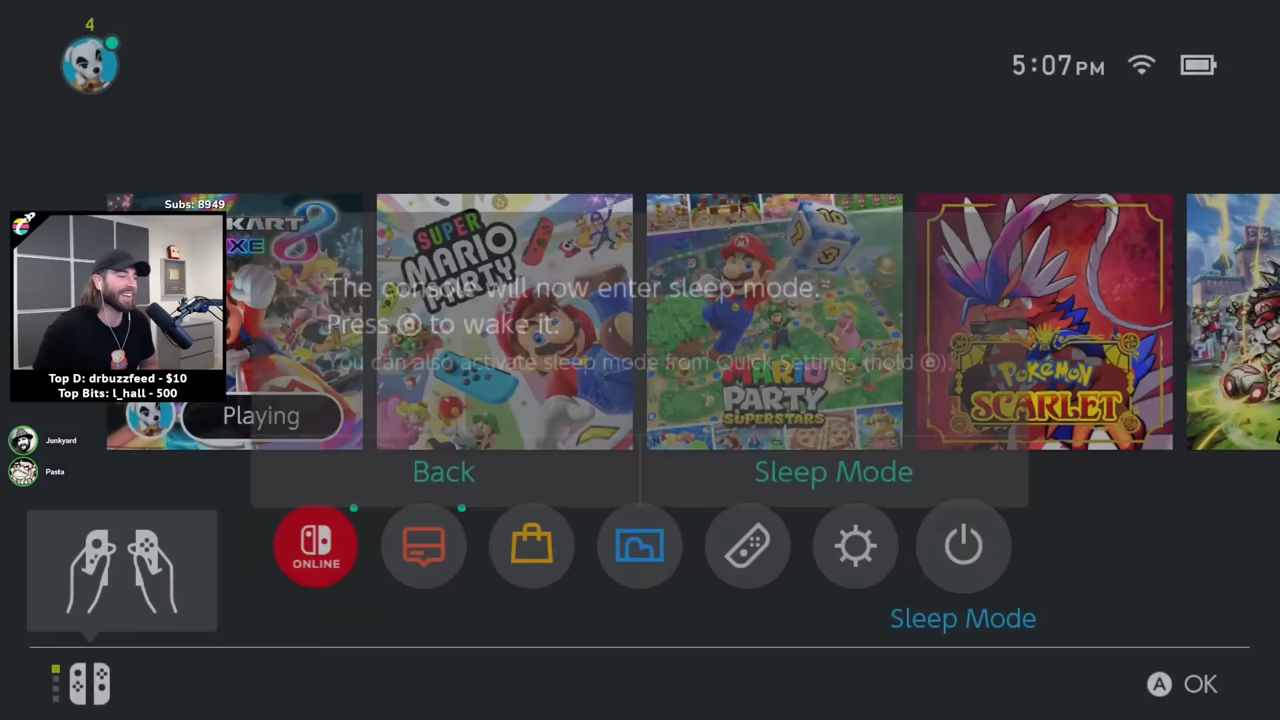 4
5:07PM
Subs: 8949
KART 8
XE
SUPER
MARIO
PARTY
MARIO
PARTY
SUPERSTARS
POKéMON
SCARLET
The console will now enter sleep mode.
Press to wake it.
You can also activate sleep mode from Quick Settings (hold ).
Top D: drbuzzfeed - $10
Top Bits: l_hall - 500
Playing
Junkyard
Pasta
Back
Sleep Mode
ONLINE
Sleep Mode
A OK